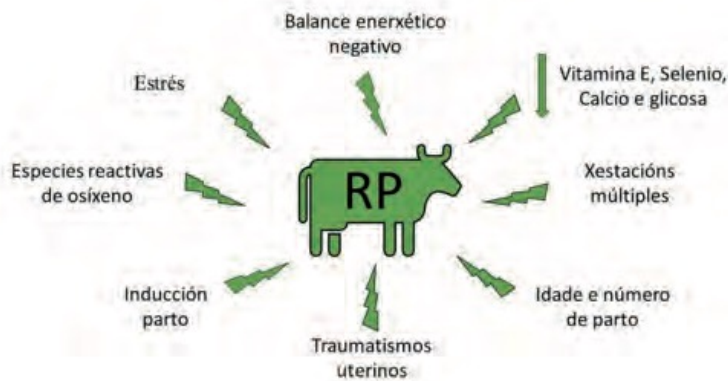 Balance enerxético
negativo
Estrés
Vitamina E, Selenio,
Calcio e glicosa
Especies reactivas
de osíxeno
RP
Xestacións
múltiples
Inducción
parto
Idade e número
de parto
Traumatismos
uterinos